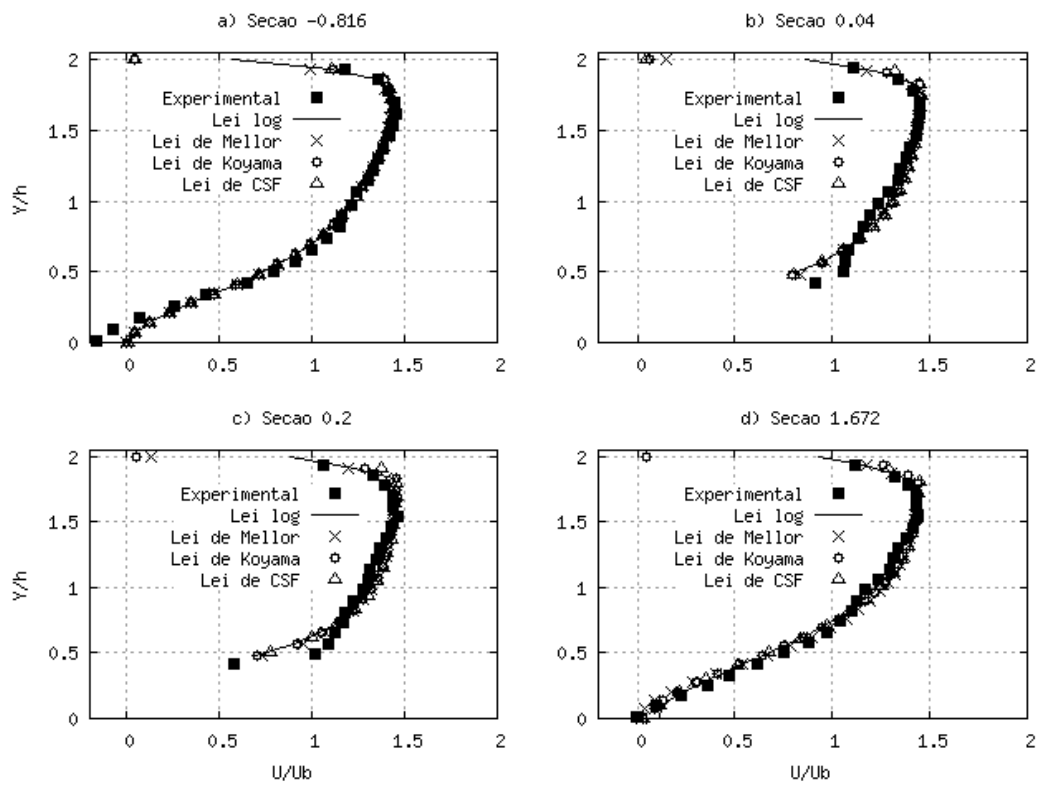 a) Secao -0.816
b) Secao 0.04
Y/h
2
1.5
1
0.5
0
Experimental
Lei log
Lei de Mellor
Lei de Koyama
Lei de CSF
0 0.5 1 1.5 2
2
1.5
1
0.5
0
Experimental
Lei log
Lei de Mellor
Lei de Koyama
Lei de CSF
0 0.5 1 1.5 2
c) Secao 0.2
d) Secao 1.672
Y/h
2
1.5
1
0.5
0
Experimental
Lei log
Lei de Mellor
Lei de Koyama
Lei de CSF
0 0.5 1 1.5 2
U/Ub
2
1.5
1
0.5
0
Experimental
Lei log
Lei de Mellor
Lei de Koyama
Lei de CSF
0 0.5 1 1.5 2
U/Ub